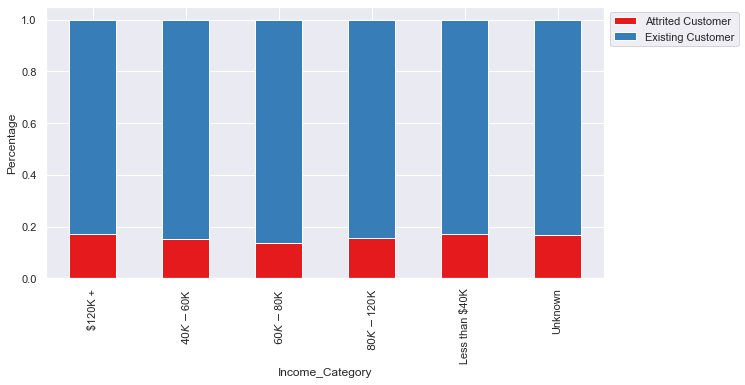 1.0
0.8
0.6
0.4
0.2
0.0
Percentage
$120K +
40K − 60K
60K − 80K
80K − 120K
Less than $40K
Unknown
Income_Category
Attrited Customer
Existing Customer